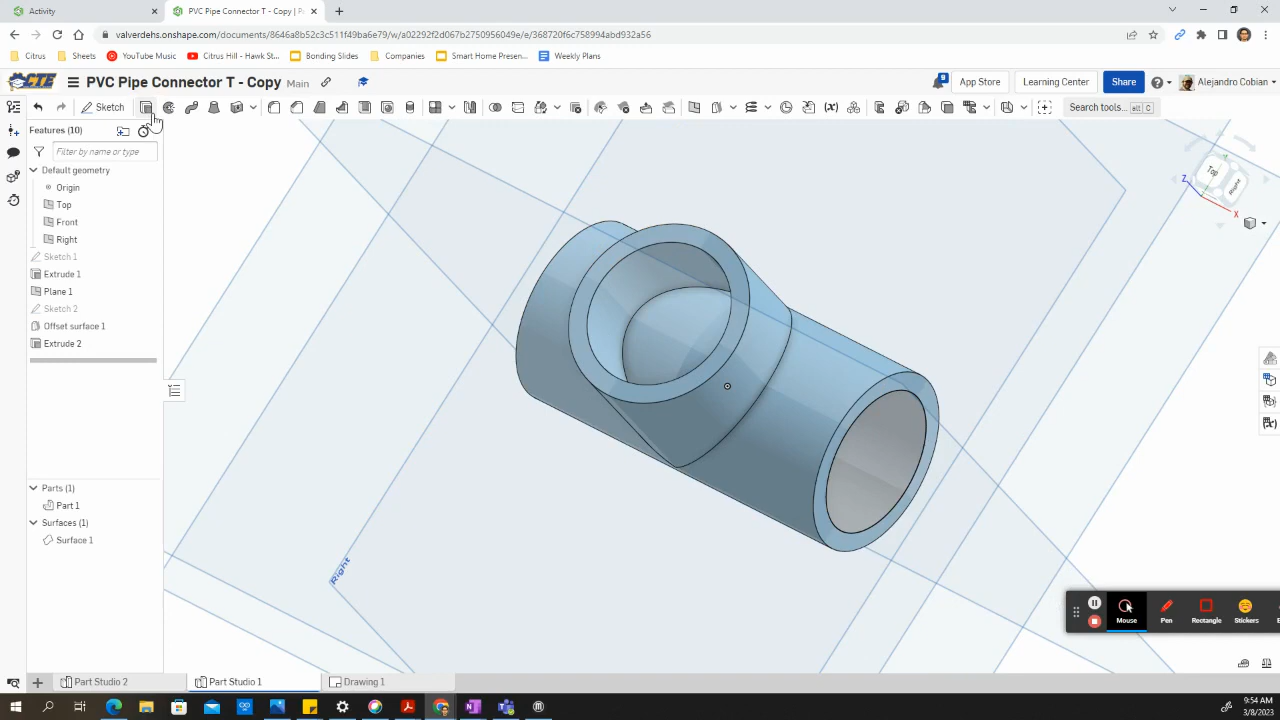 Activity
PVC Pipe Connector T - Copy | P
valverdehs.onshape.com/documents/8646a8b52c3c511f49ba6e79/w/a02292f2d067b2750956049e/e/368720f6c758994abd932a56
Citrus
Sheets
YouTube Music
Citrus Hill - Hawk St...
Bonding Slides
Companies
Smart Home Presen...
Weekly Plans
CTE
PVC Pipe Connector T - Copy
Main
9
App Store
Learning Center
Share
Alejandro Cobian
Sketch
Search tools...
alt C
Features (10)
Filter by name or type
Default geometry
Origin
Top
Front
Right
Sketch 1
Extrude 1
Plane 1
Sketch 2
Offset surface 1
Extrude 2
Parts (1)
Part 1
Surfaces (1)
Surface 1
Right
Top
Right
Z
X
Mouse
Pen
Rectangle
Stickers
E
Part Studio 2
Part Studio 1
Drawing 1
9:54 AM
3/8/2023